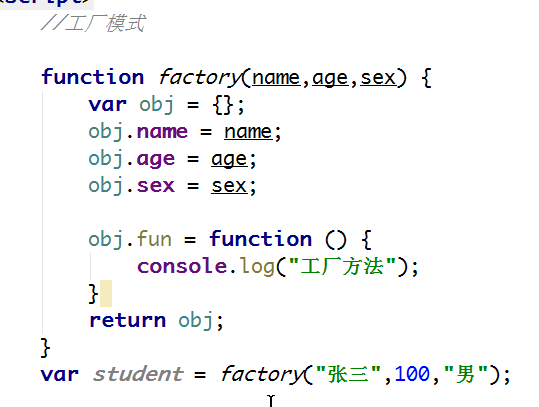 <script>
//工厂模式
function factory(name,age,sex) {
var obj = {};
obj.name = name;
obj.age = age;
obj.sex = sex;
obj.fun = function () {
console.log("工厂方法");
}
return obj;
}
var student = factory("张三",100,"男");